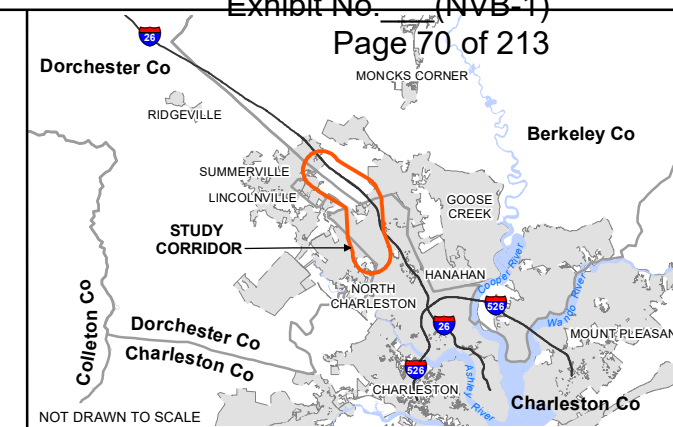 Exhibit No.___(NVB-1)
Page 70 of 213
26
Dorchester Co
MONCKS CORNER
RIDGEVILLE
Berkeley Co
SUMMERVILLE
LINCOLNVILLE
GOOSE
CREEK
STUDY
CORRIDOR
HANAHAN
Cooper River
NORTH
CHARLESTON
526
Wando River
26
Colleton Co
Dorchester Co
Charleston Co
MOUNT PLEASAN
526
CHARLESTON
Ashley River
Charleston Co
NOT DRAWN TO SCALE